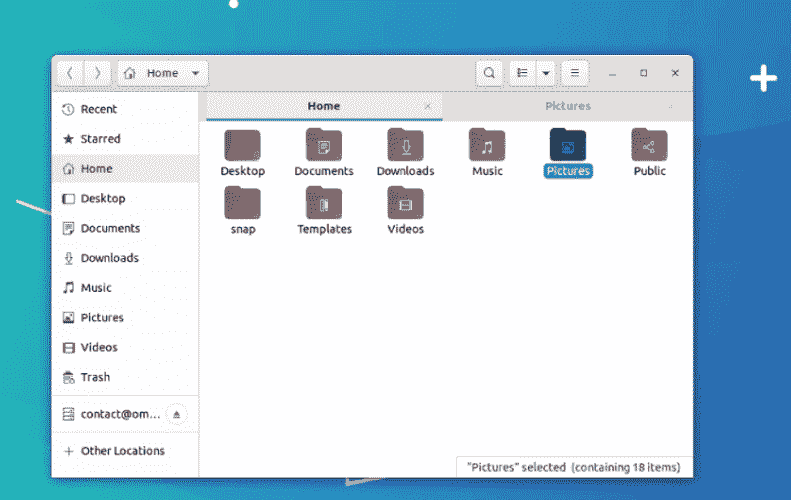 Home
Home
Pictures
Recent
Starred
Home
Desktop
Documents
Downloads
Music
Pictures
Videos
Trash
contact@om...
Other Locations
Desktop Documents Downloads Music Pictures Public
snap Templates Videos
"Pictures" selected (containing 18 items)